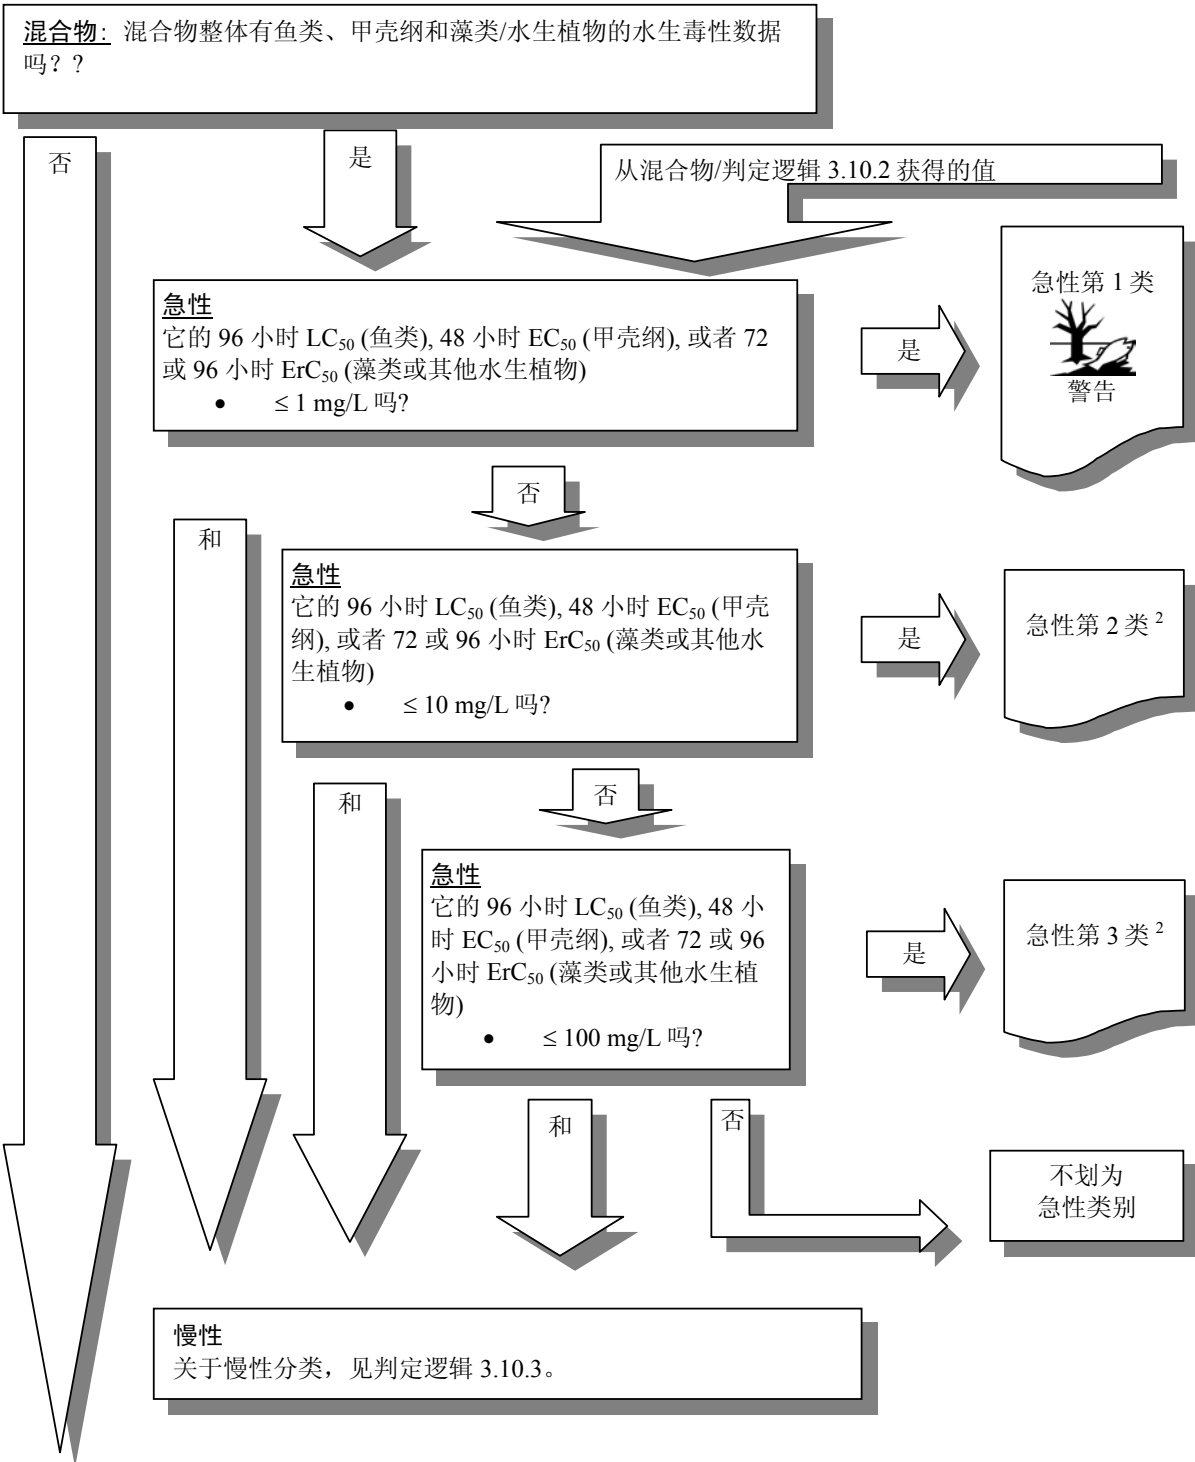 混合物：混合物整体有鱼类、甲壳纲和藻类/水生植物的水生毒性数据
吗？?
否
是
从混合物/判定逻辑 3.10.2 获得的值
急性
它的 96 小时 LC50 (鱼类), 48 小时 EC50 (甲壳纲), 或者 72
或 96 小时 ErC50 (藻类或其他水生植物)
• ≤ 1 mg/L 吗?
是
急性第 1 类
警告
否
和
急性
它的 96 小时 LC50 (鱼类), 48 小时 EC50 (甲壳
纲), 或者 72 或 96 小时 ErC50 (藻类或其他水
生植物)
• ≤ 10 mg/L 吗?
是
急性第 2 类 2
否
和
急性
它的 96 小时 LC50 (鱼类), 48 小
时 EC50 (甲壳纲), 或者 72 或 96
小时 ErC50 (藻类或其他水生植
物)
• ≤ 100 mg/L 吗?
是
急性第 3 类 2
和
否
不划为
急性类别
慢性
关于慢性分类，见判定逻辑 3.10.3。